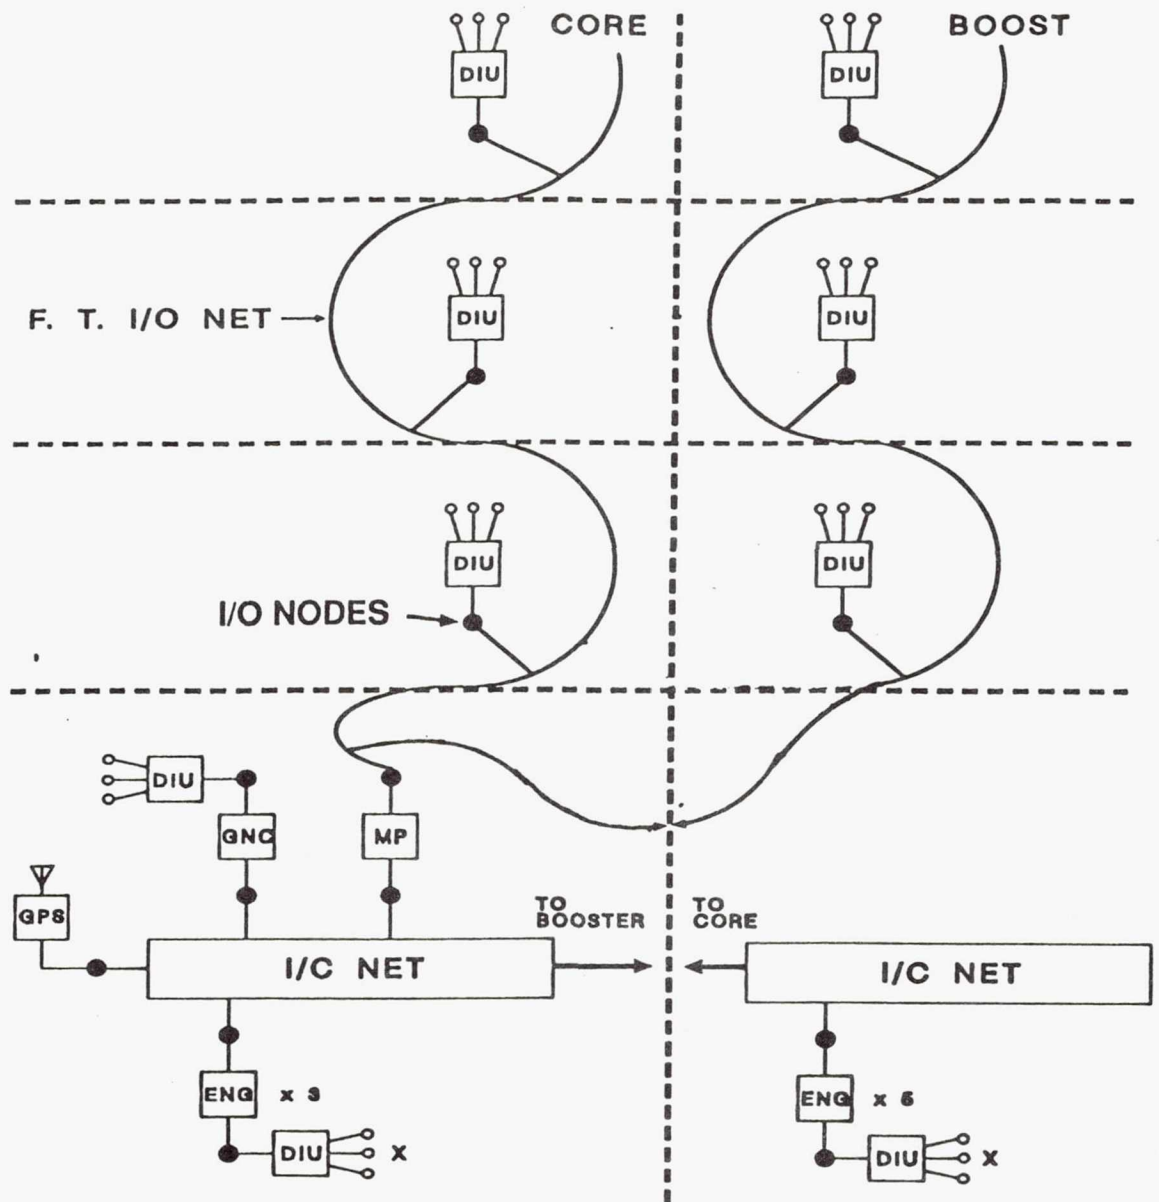 CORE
BOOST
DIU
DIU
F. T. I/O NET
DIU
DIU
DIU
DIU
I/O NODES
DIU
GNC
MP
GPS
TO
BOOSTER
TO
CORE
I/C NET
I/C NET
ENG x 3
ENG x 5
DIU X
DIU X